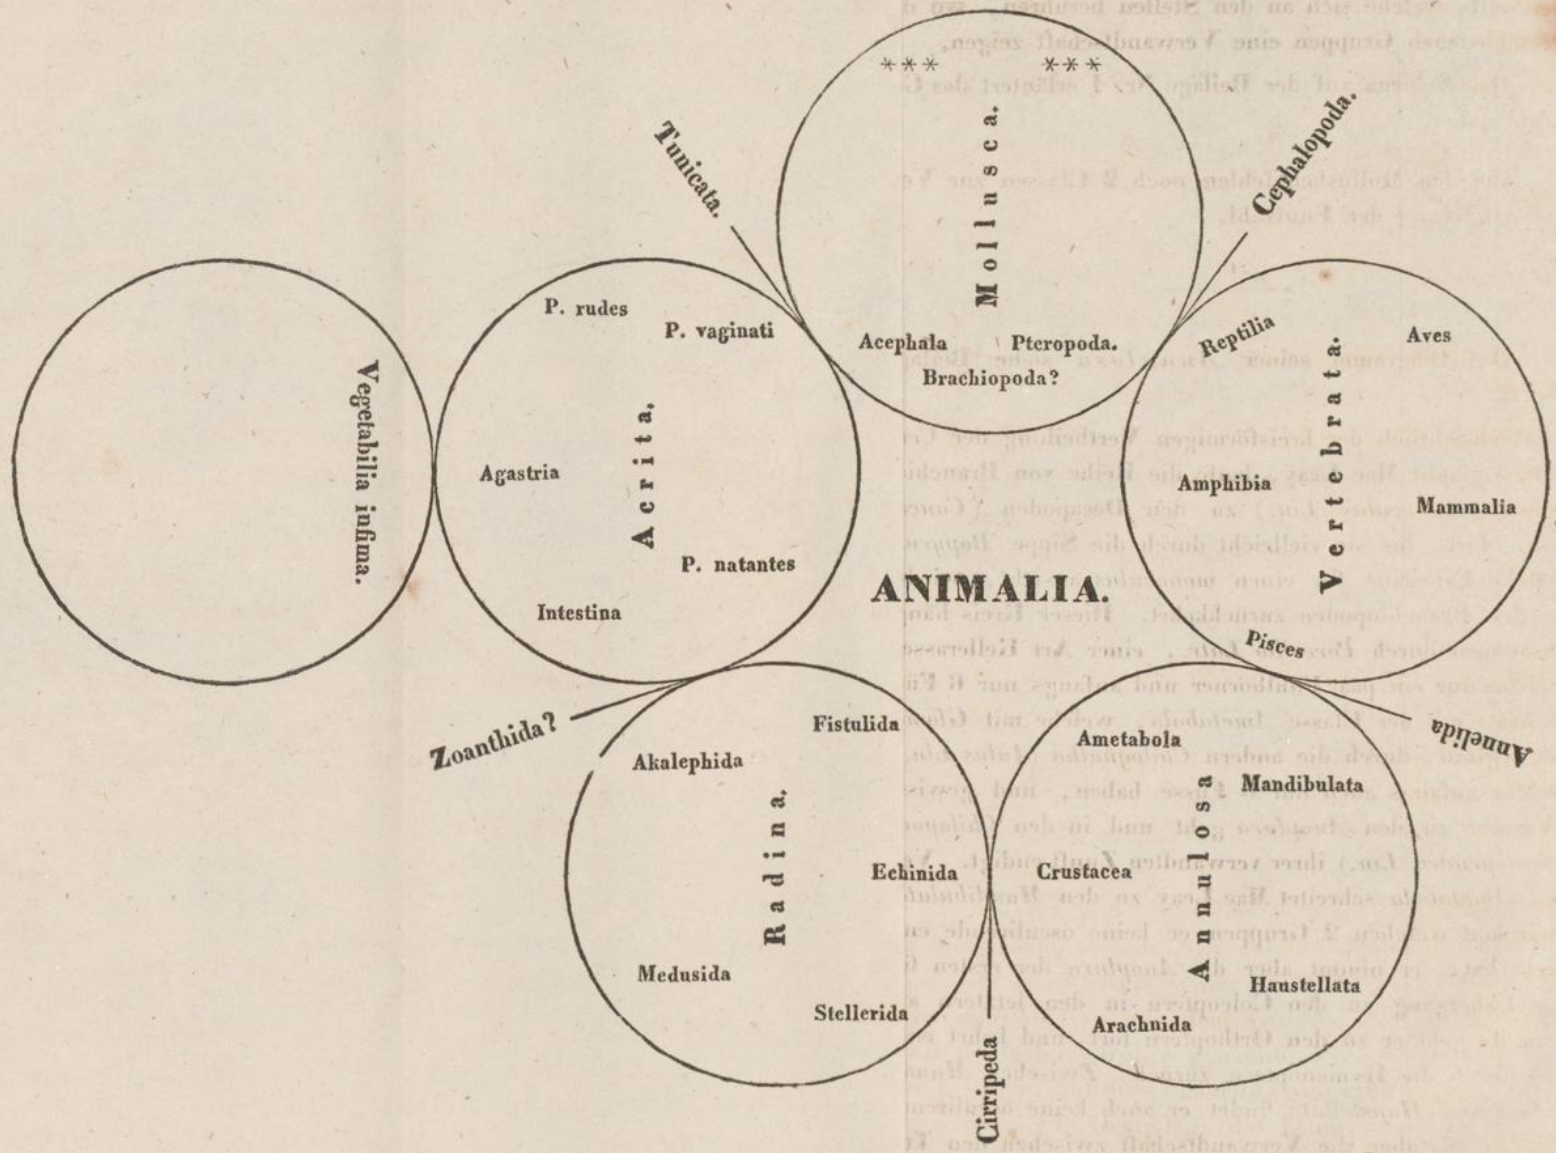 *** ***
Mollusca.
Tunicata.
Cephalopoda.
Acephala
Pteropoda.
Brachiopoda?
Vegetabilia infima.
P. rudes
P. vaginati
Acrita.
Agastria
P. natantes
Intestina
Reptilia
Aves
Vertebrata.
Amphibia
Mammalia
Pisces
ANIMALIA.
Zoanthida?
Annelida
Fistulida
Akalephida
Radina.
Echinida
Medusida
Stellerida
Ametabola
Mandibulata
Annulosa
Crustacea
Haustellata
Arachnida
Cirripeda